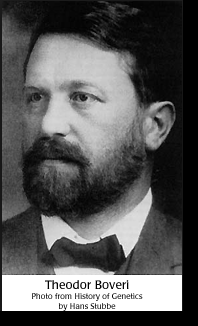 Theodor Boveri
Photo from History of Genetics
by Hans Stubbe